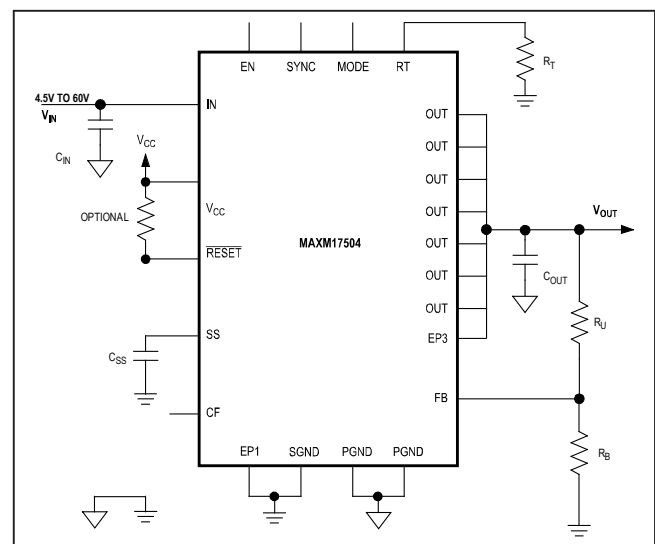 EN SYNC MODE RT
R_T
4.5V TO 60V
V_IN
IN
C_IN
OUT
OUT
OUT
OUT
OUT
OUT
OUT
EP3
V_CC
V_CC
OPTIONAL
RESET
MAXM17504
V_OUT
C_OUT
R_U
SS
C_SS
CF
FB
R_B
EP1 SGND PGND PGND